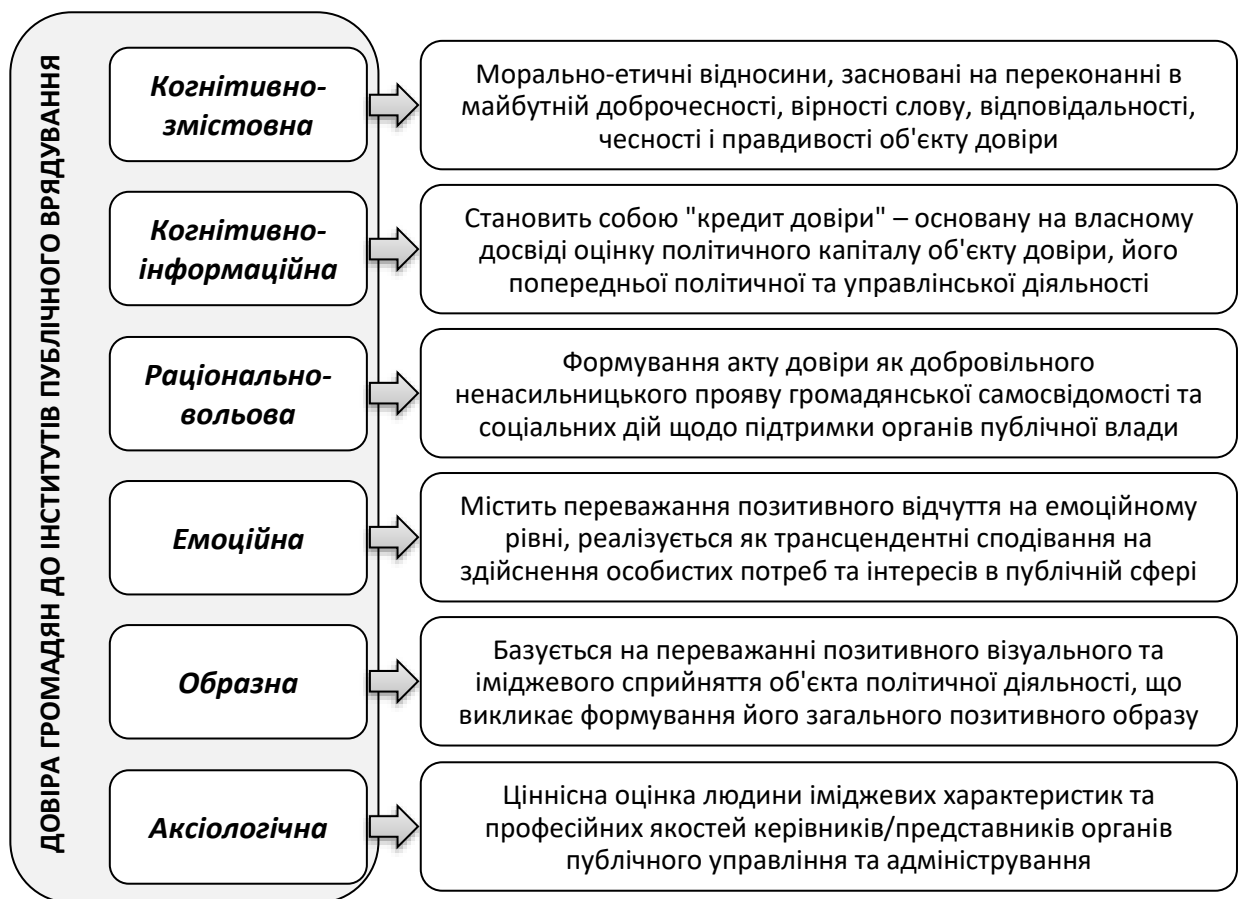 ДОВІРА ГРОМАДЯН ДО ІНСТИТУТІВ ПУБЛІЧНОГО ВРЯДУВАННЯ
Когнітивно-
змістовна
Морально-етичні відносини, засновані на переконанні в
майбутній доброчесності, вірності слову, відповідальності,
чесності і правдивості об'єкту довіри
Когнітивно-
інформаційна
Становить собою "кредит довіри" – основану на власному
досвіді оцінку політичного капіталу об'єкту довіри, його
попередньої політичної та управлінської діяльності
Раціонально-
вольова
Формування акту довіри як добровільного
ненасильницького прояву громадянської самосвідомості та
соціальних дій щодо підтримки органів публічної влади
Емоційна
Містить переважання позитивного відчуття на емоційному
рівні, реалізується як трансцендентні сподівання на
здійснення особистих потреб та інтересів в публічній сфері
Образна
Базується на переважанні позитивного візуального та
іміджевого сприйняття об'єкта політичної діяльності, що
викликає формування його загального позитивного образу
Аксіологічна
Ціннісна оцінка людини іміджевих характеристик та
професійних якостей керівників/представників органів
публічного управління та адміністрування